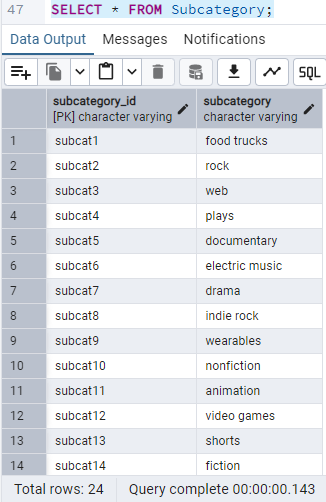 47 SELECT * FROM Subcategory;
Data Output Messages Notifications
SQL
subcategory_id subcategory
[PK] character varying character varying
1 subcat1 food trucks
2 subcat2 rock
3 subcat3 web
4 subcat4 plays
5 subcat5 documentary
6 subcat6 electric music
7 subcat7 drama
8 subcat8 indie rock
9 subcat9 wearables
10 subcat10 nonfiction
11 subcat11 animation
12 subcat12 video games
13 subcat13 shorts
14 subcat14 fiction
Total rows: 24 Query complete 00:00:00.143